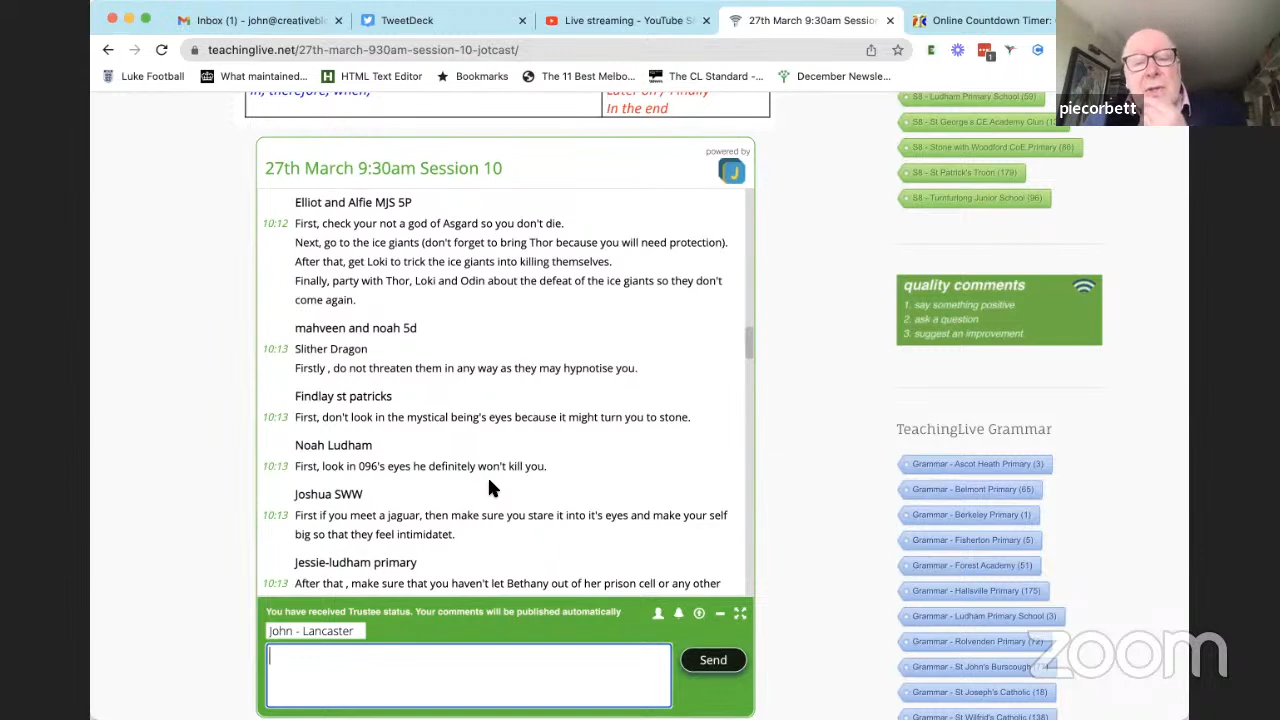 Inbox (1) - john@creativeblo
TweetDeck
Live streaming - YouTube S
27th March 9:30am Sessio
Online Countdown Timer:
teachinglive.net/27th-march-930am-session-10-jotcast/
Luke Football
What maintained...
HTML Text Editor
Bookmarks
The 11 Best Melbo...
The CL Standard -...
December Newsle...
piecorbett
In, therefore, when,
Later on / Finally
In the end
S8 - Ludham Primary School (59)
S8 - St George's CE Academy Clun
S8 - Stone with Woodford CoE Primary (86)
S8 - St Patrick's Troon (179)
S8 - Turnfurlong Junior School (96)
powered by
27th March 9:30am Session 10
Elliot and Alfie MJS 5P
10:12 First, check your not a god of Asgard so you don't die.
Next, go to the ice giants (don't forget to bring Thor because you will need protection).
After that, get Loki to trick the ice giants into killing themselves.
Finally, party with Thor, Loki and Odin about the defeat of the ice giants so they don't
come again.
mahveen and noah 5d
10:13 Slither Dragon
Firstly , do not threaten them in any way as they may hypnotise you.
Findlay st patricks
10:13 First, don't look in the mystical being's eyes because it might turn you to stone.
Noah Ludham
10:13 First, look in 096's eyes he definitely won't kill you.
Joshua SWW
10:13 First if you meet a jaguar, then make sure you stare it into it's eyes and make your self
big so that they feel intimidatet.
Jessie-ludham primary
10:13 After that , make sure that you haven't let Bethany out of her prison cell or any other
You have received Trustee status. Your comments will be published automatically
John - Lancaster
Send
quality comments
1. say something positive
2. ask a question
3. suggest an improvement
TeachingLive Grammar
Grammar - Ascot Heath Primary (3)
Grammar - Belmont Primary (65)
Grammar - Berkeley Primary (1)
Grammar - Fisherton Primary (5)
Grammar - Forest Academy (51)
Grammar - Hallsville Primary (175)
Grammar - Ludham Primary School (3)
Grammar - Rolvenden Primary (72)
Grammar - St John's Burscough
Grammar - St Joseph's Catholic (18)
Grammar - St Wilfrid's Catholic (138)
zoom